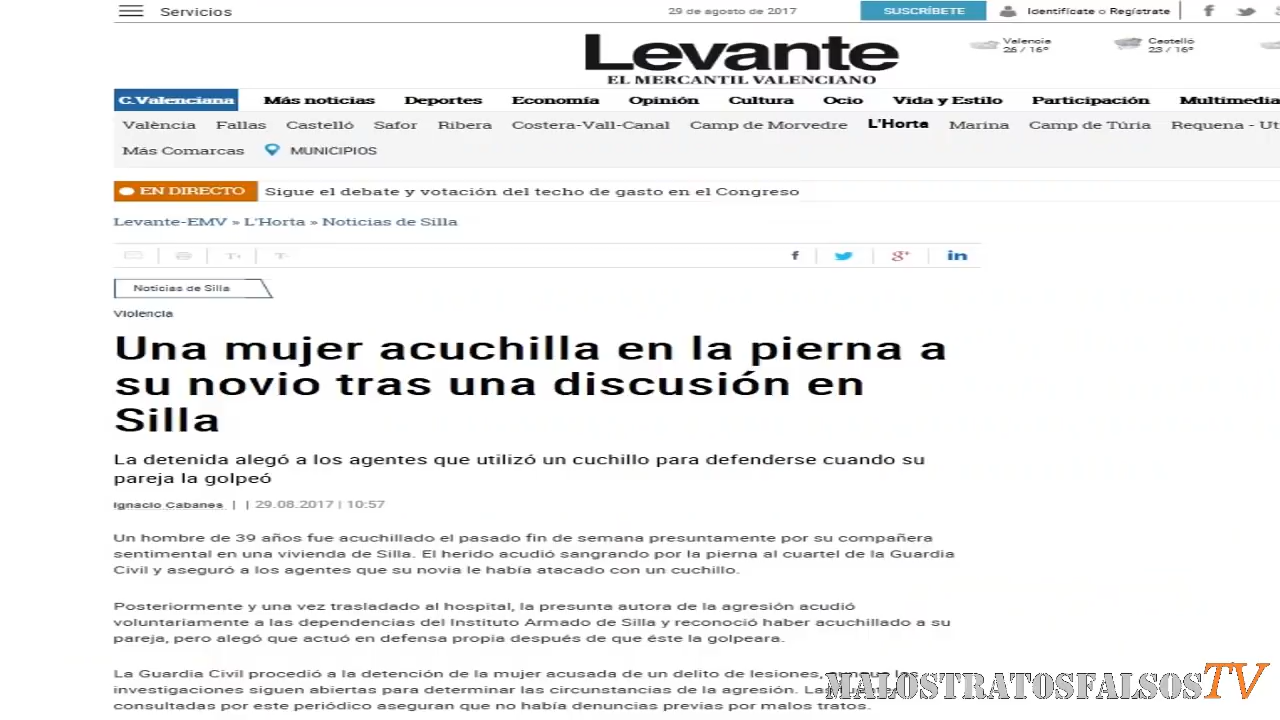 Servicios 29 de agosto de 2017 SUSCRÍBETE Identifícate o Regístrate
Levante
EL MERCANTIL VALENCIANO
Valencia
26 / 16º
Castelló
23 / 16º
C.Valenciana Más noticias Deportes Economía Opinión Cultura Ocio Vida y Estilo Participación Multimedia
València Fallas Castelló Safor Ribera Costera-Vall-Canal Camp de Morvedre L'Horta Marina Camp de Túria Requena - Ut
Más Comarcas MUNICIPIOS
EN DIRECTO Sigue el debate y votación del techo de gasto en el Congreso
Levante-EMV » L'Horta » Noticias de Silla
T+ T- f g+ in
Noticias de Silla
Violencia
Una mujer acuchilla en la pierna a
su novio tras una discusión en
Silla
La detenida alegó a los agentes que utilizó un cuchillo para defenderse cuando su
pareja la golpeó
Ignacio Cabanes | | 29.08.2017 | 10:57
Un hombre de 39 años fue acuchillado el pasado fin de semana presuntamente por su compañera
sentimental en una vivienda de Silla. El herido acudió sangrando por la pierna al cuartel de la Guardia
Civil y aseguró a los agentes que su novia le había atacado con un cuchillo.
Posteriormente y una vez trasladado al hospital, la presunta autora de la agresión acudió
voluntariamente a las dependencias del Instituto Armado de Silla y reconoció haber acuchillado a su
pareja, pero alegó que actuó en defensa propia después de que éste la golpeara.
La Guardia Civil procedió a la detención de la mujer acusada de un delito de lesiones,
investigaciones siguen abiertas para determinar las circunstancias de la agresión.
consultadas por este periódico aseguran que no había denuncias previas por malos tratos.
MALOSTRATOSFALSOSTV